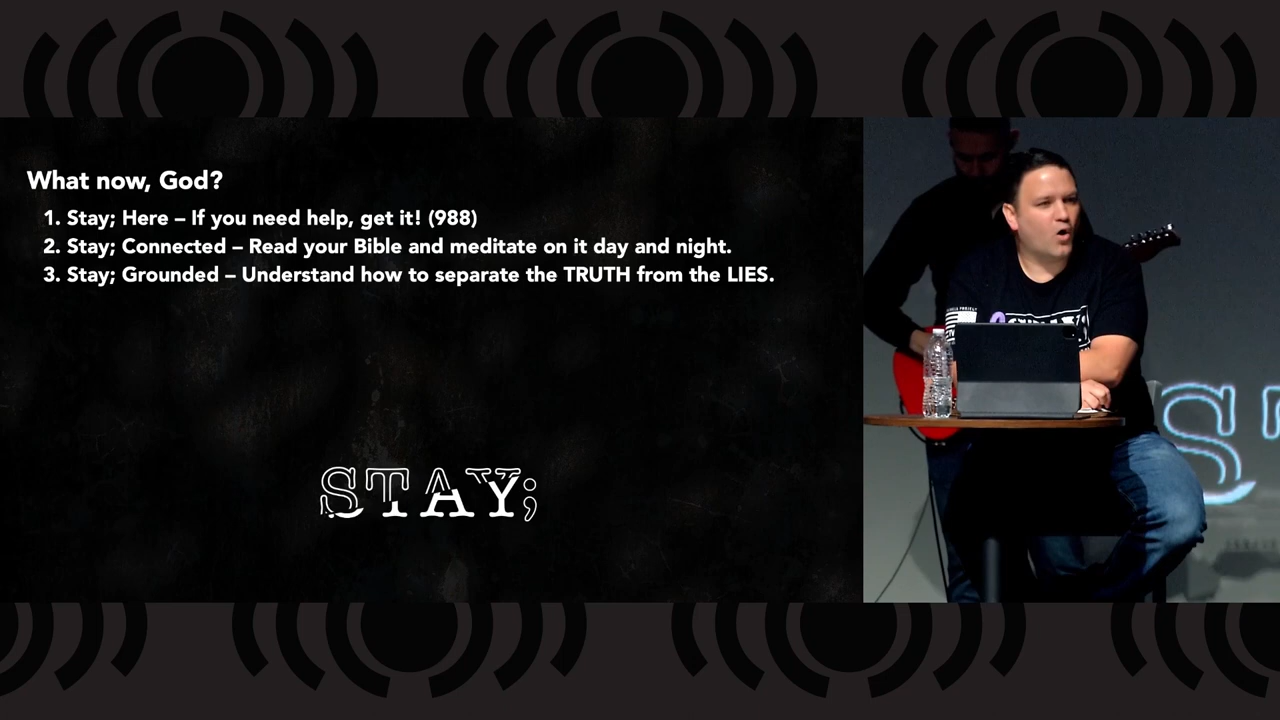 What now, God?
1. Stay; Here – If you need help, get it! (988)
2. Stay; Connected – Read your Bible and meditate on it day and night.
3. Stay; Grounded – Understand how to separate the TRUTH from the LIES.
STAY;
S